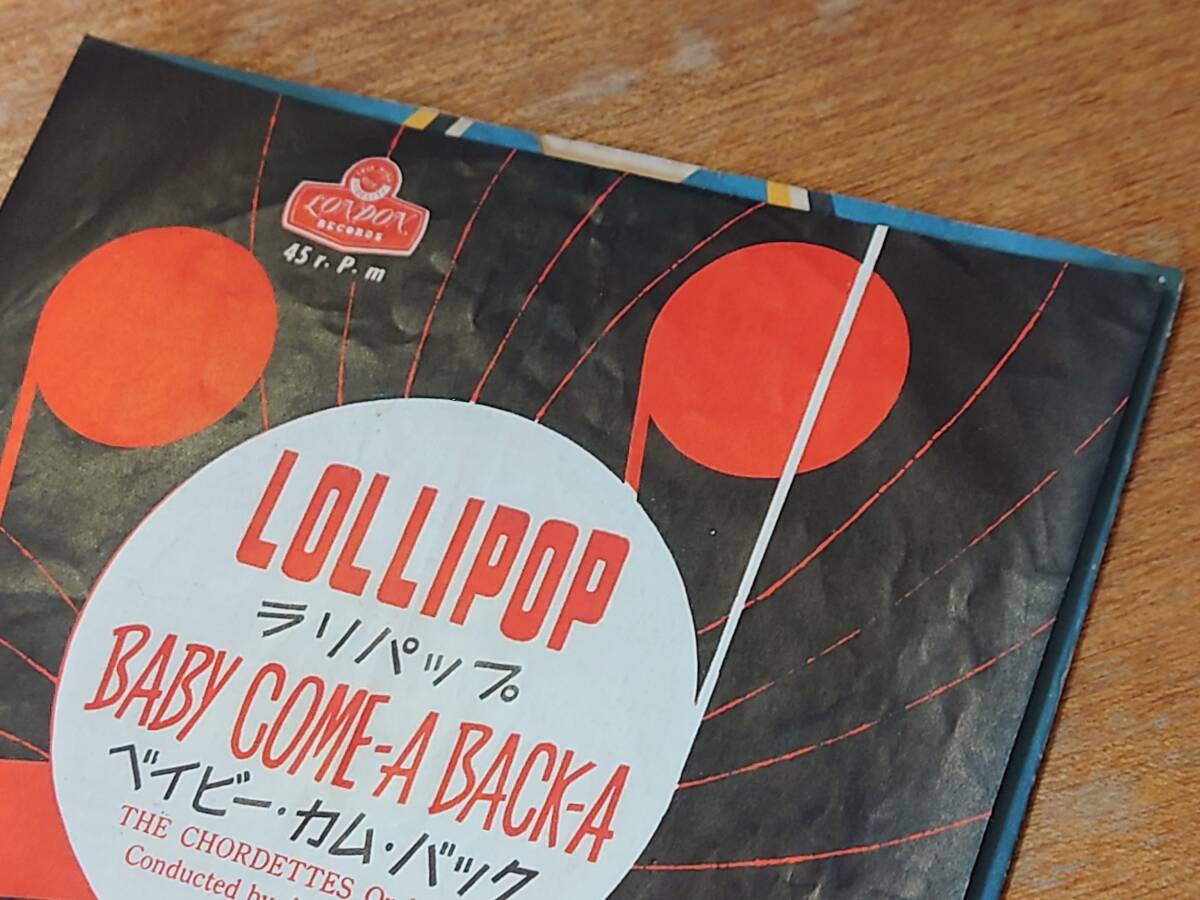 LONDON
RECORDS
45 r. P. m
LOLLIPOP
ラリパップ
BABY COME-A BACK-A
ベイビー・カム・バック
THE CHORDETTES
Conducted by